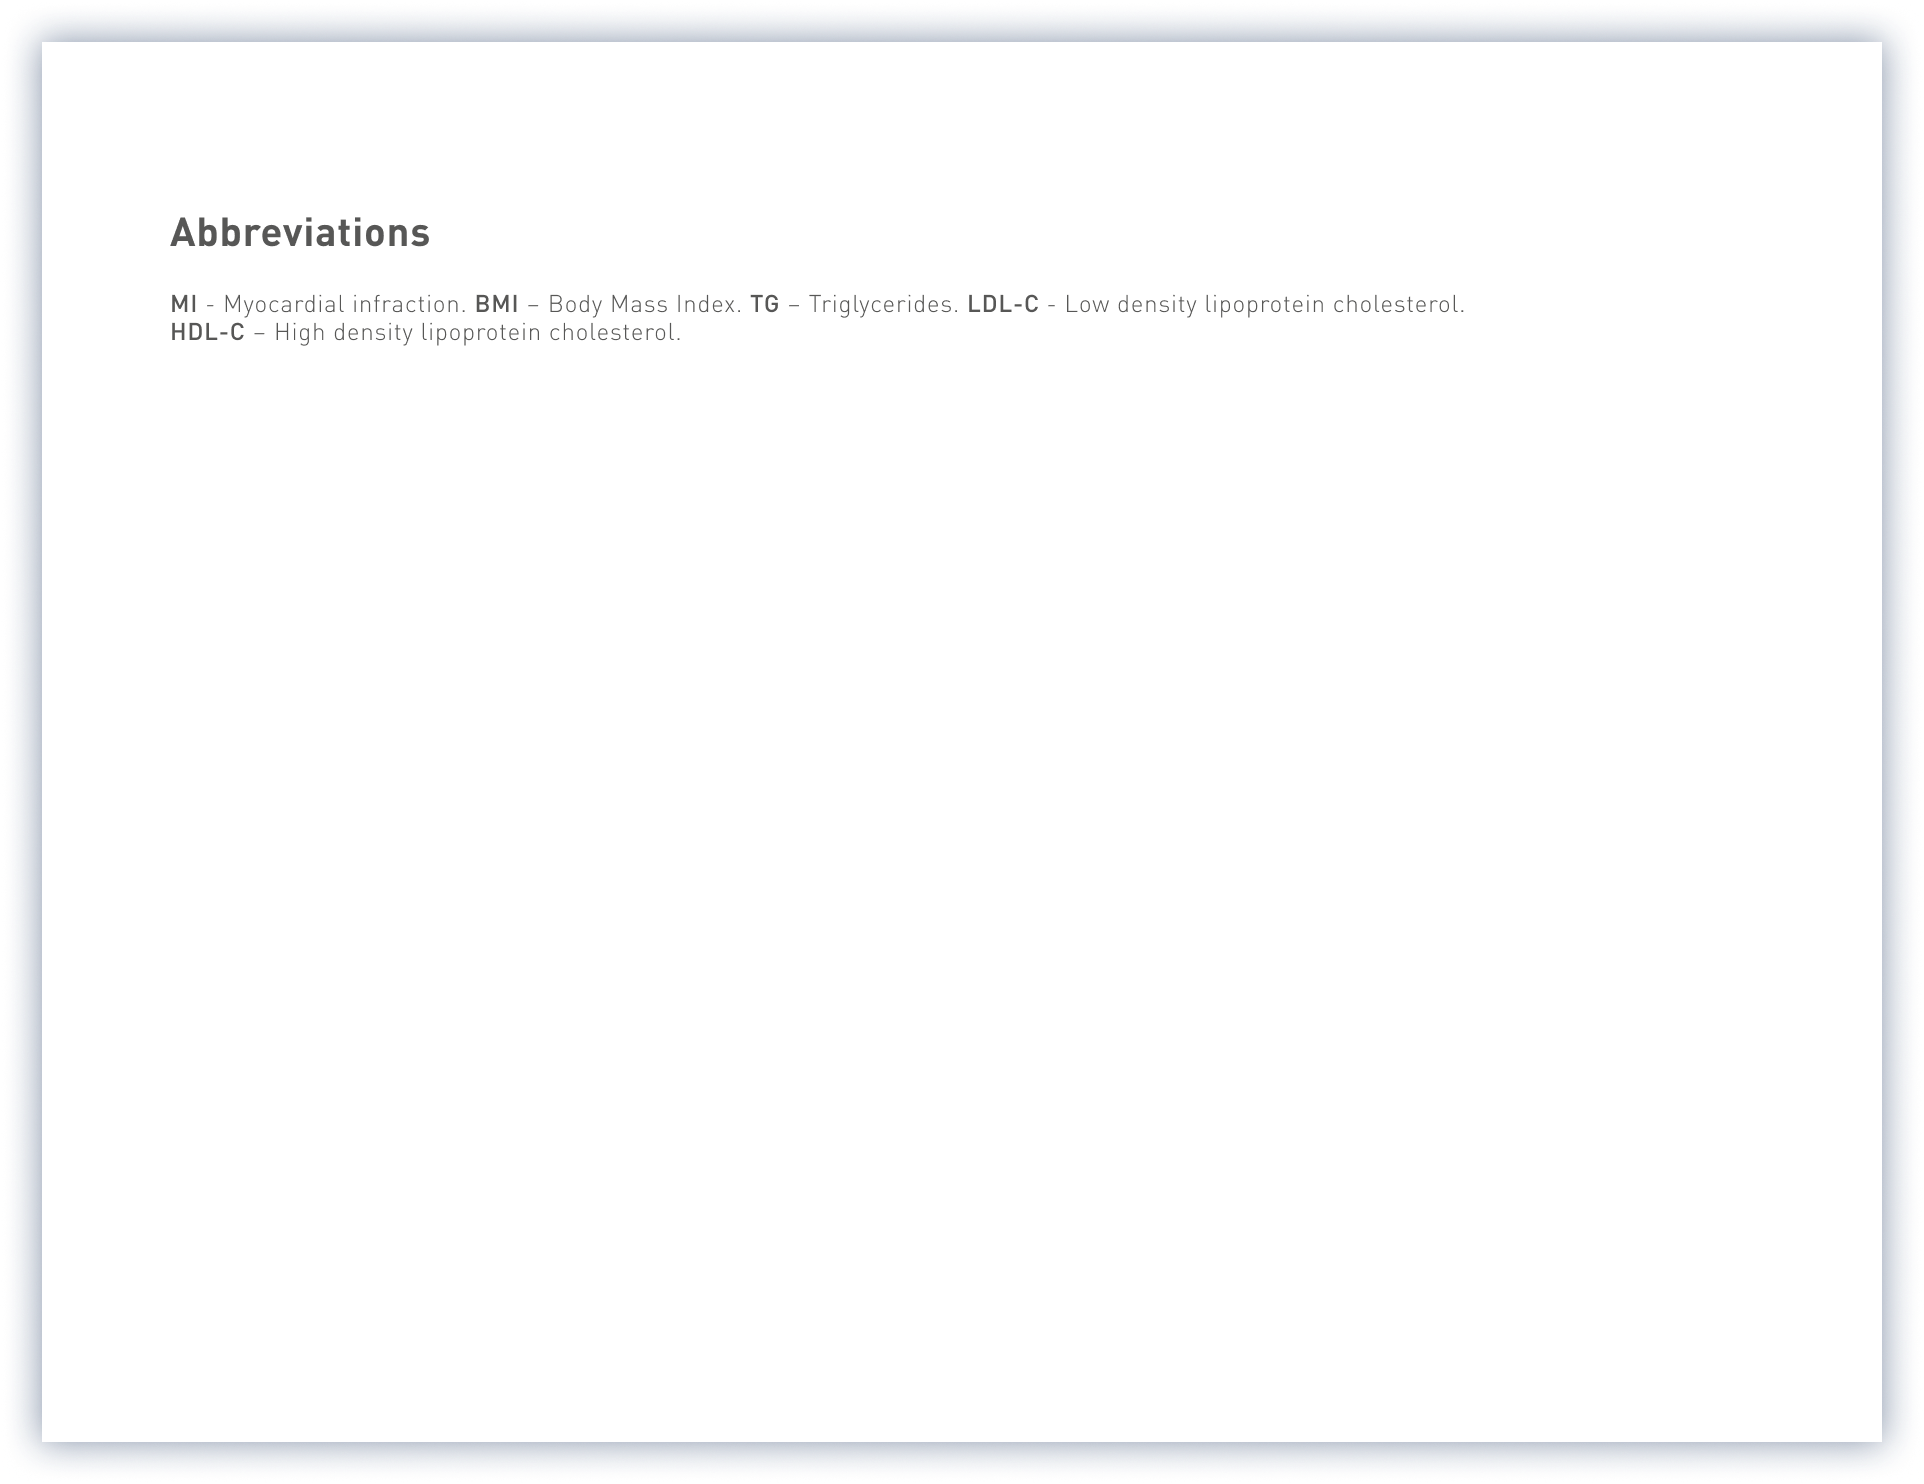 Abbreviations
MI - Myocardial infraction. BMI – Body Mass Index. TG – Triglycerides. LDL-C - Low density lipoprotein cholesterol.
HDL-C – High density lipoprotein cholesterol.